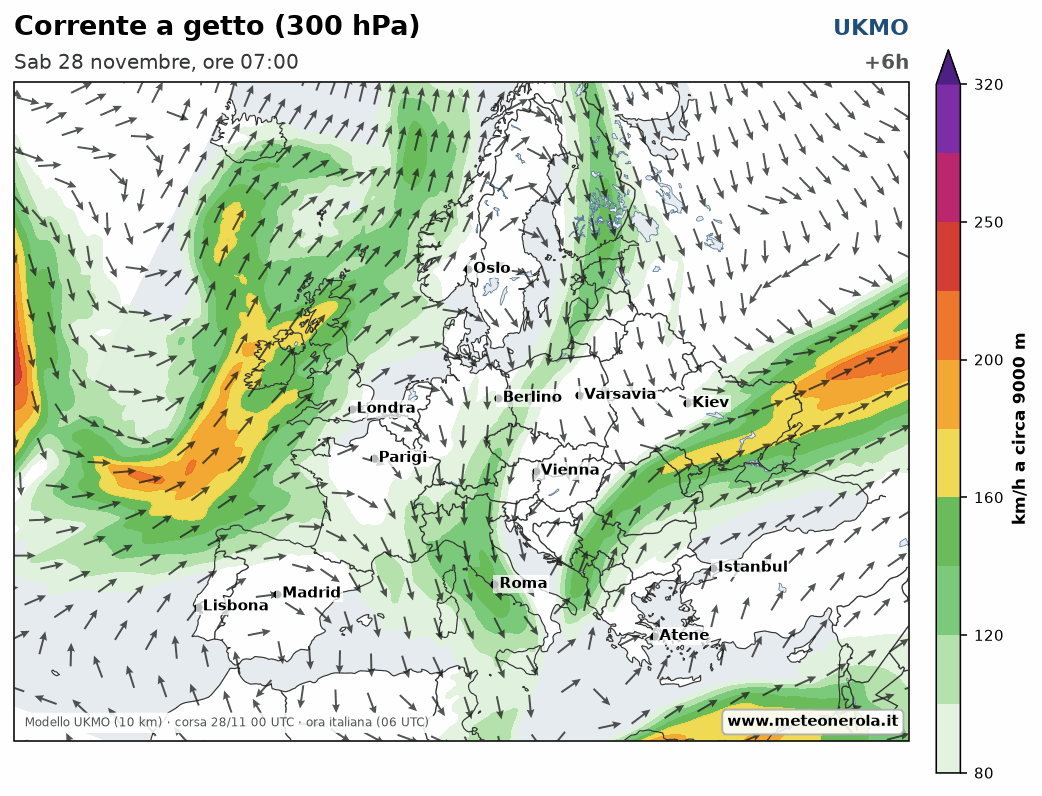 Corrente a getto (300 hPa)
UKMO
Sab 28 novembre, ore 07:00
+6h
320
250
200
160
120
80
km/h a circa 9000 m
Oslo
Londra
Berlino
Varsavia
Kiev
Parigi
Vienna
Istanbul
Roma
Madrid
Lisbona
Atene
Modello UKMO (10 km) · corsa 28/11 00 UTC · ora italiana (06 UTC)
www.meteonerola.it